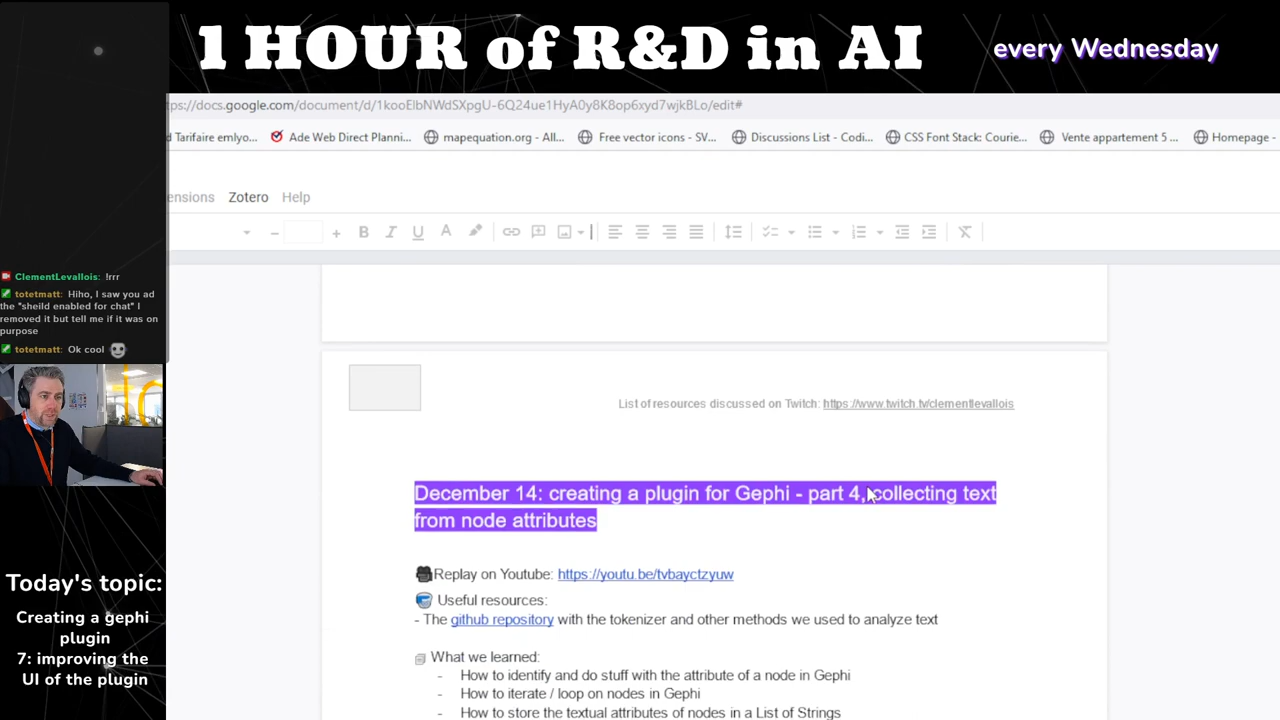 1 HOUR of R&D in AI
every Wednesday
ps://docs.google.com/document/d/1kooElbNWdSXpgU-6Q24ue1HyA0y8K8op6xyd7wjkBLo/edit#
d Tarifaire emlyo...
Ade Web Direct Planni...
mapequation.org - All...
Free vector icons - SV...
Discussions List - Codi...
CSS Font Stack: Courie...
Vente appartement 5 ...
Homepage -
ensions Zotero Help
ClementLevallois: !rrr
totetmatt: Hiho, I saw you ad
the "sheild enabled for chat" I
removed it but tell me if it was on
purpose
totetmatt: Ok cool
List of resources discussed on Twitch: https://www.twitch.tv/clementlevallois
December 14: creating a plugin for Gephi - part 4, collecting text
from node attributes
Replay on Youtube: https://youtu.be/tvbayctzyuw
Useful resources:
- The github repository with the tokenizer and other methods we used to analyze text
What we learned:
- How to identify and do stuff with the attribute of a node in Gephi
- How to iterate / loop on nodes in Gephi
- How to store the textual attributes of nodes in a List of Strings
Today's topic:
Creating a gephi
plugin
7: improving the
UI of the plugin